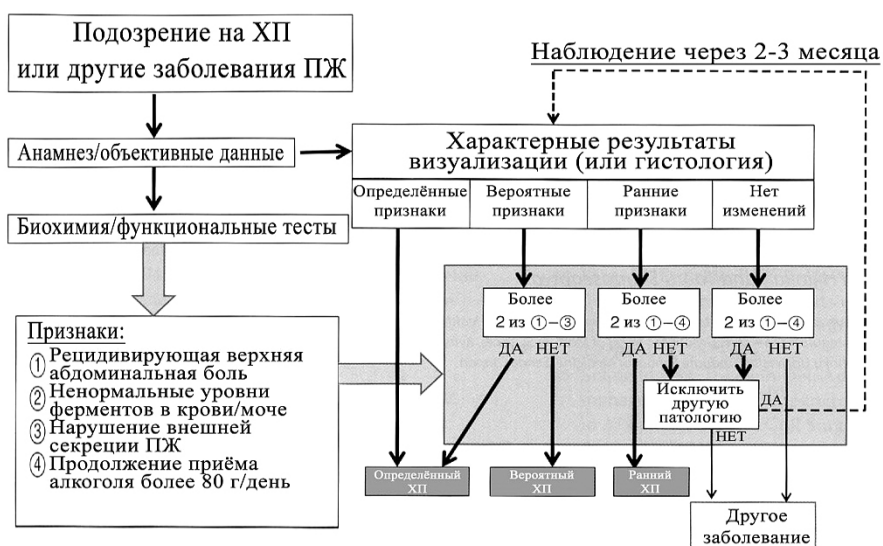 Подозрение на ХП
или другие заболевания ПЖ
Наблюдение через 2-3 месяца
Анамнез/объективные данные
Характерные результаты
визуализации (или гистология)
Определённые
признаки
Вероятные
признаки
Ранние
признаки
Нет
изменений
Биохимия/функциональные тесты
Более
2 из ①–③
Более
2 из ①–④
Более
2 из ①–④
ДА НЕТ
ДА НЕТ
ДА НЕТ
Признаки:
① Рецидивирующая верхняя
абдоминальная боль
② Ненормальные уровни
ферментов в крови/моче
③ Нарушение внешней
секреции ПЖ
④ Продолжение приёма
алкоголя более 80 г/день
Исключить
другую
патологию
ДА
НЕТ
Определённый
ХП
Вероятный
ХП
Ранний
ХП
Другое
заболевание